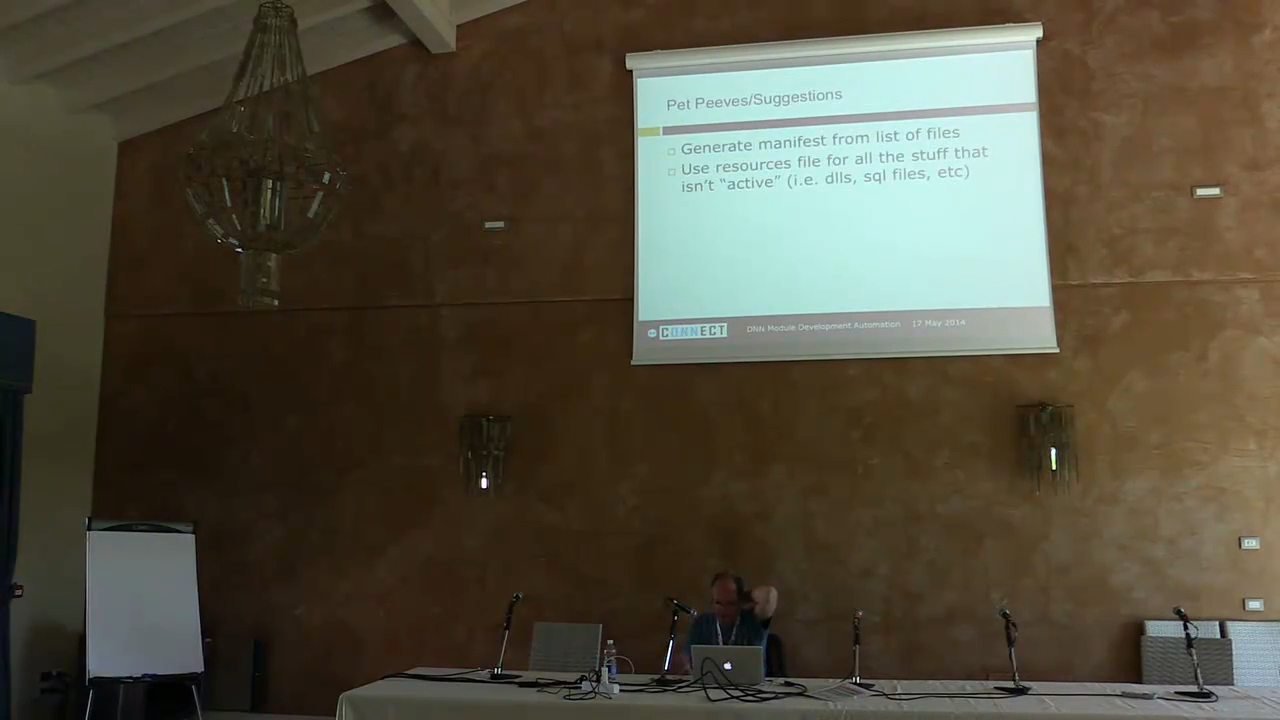 Pet Peeves/Suggestions
Generate manifest from list of files
Use resources file for all the stuff that
isn't “active” (i.e. dlls, sql files, etc)
CONNECT
DNN Module Development Automation 17 May 2014